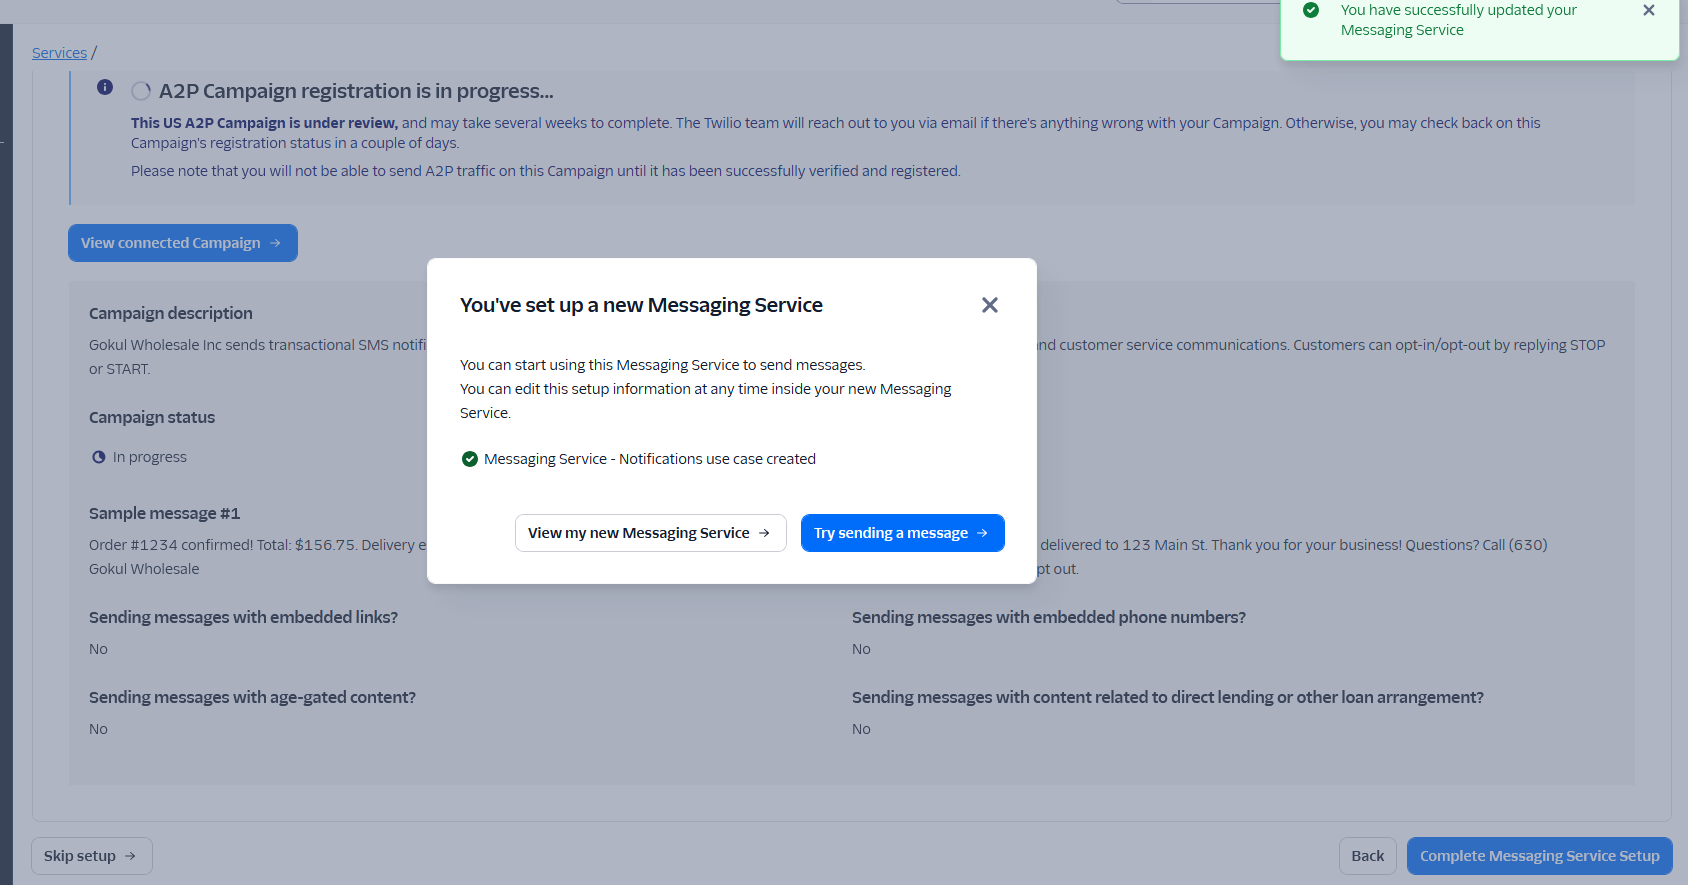 You have successfully updated your
Messaging Service
Services /
A2P Campaign registration is in progress...
This US A2P Campaign is under review, and may take several weeks to complete. The Twilio team will reach out to you via email if there's anything wrong with your Campaign. Otherwise, you may check back on this
Campaign's registration status in a couple of days.
Please note that you will not be able to send A2P traffic on this Campaign until it has been successfully verified and registered.
View connected Campaign →
You've set up a new Messaging Service
You can start using this Messaging Service to send messages.
You can edit this setup information at any time inside your new Messaging
Service.
Messaging Service - Notifications use case created
View my new Messaging Service →
Try sending a message →
Campaign description
Gokul Wholesale Inc sends transactional SMS notifi
nd customer service communications. Customers can opt-in/opt-out by replying STOP
or START.
Campaign status
In progress
Sample message #1
Order #1234 confirmed! Total: $156.75. Delivery e
delivered to 123 Main St. Thank you for your business! Questions? Call (630)
Gokul Wholesale
pt out.
Sending messages with embedded links?
No
Sending messages with embedded phone numbers?
No
Sending messages with age-gated content?
No
Sending messages with content related to direct lending or other loan arrangement?
No
Skip setup →
Back
Complete Messaging Service Setup